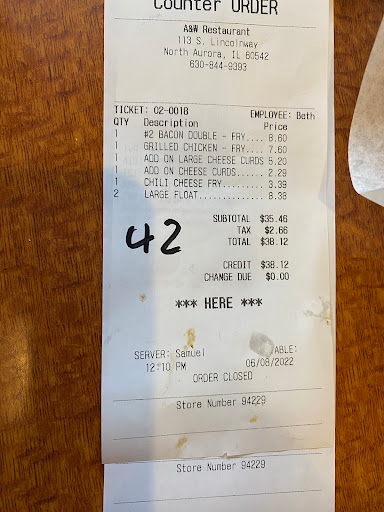 Counter ORDER
A&W Restaurant
113 S. Lincolnway
North Aurora, IL 60542
630-844-9393
TICKET: 02-0018 EMPLOYEE: Beth
QTY Description Price
1 #2 BACON DOUBLE - FRY.... 8.60
1 GRILLED CHICKEN - FRY.... 7.60
1 ADD ON LARGE CHEESE CURDS 5.20
1 ADD ON CHEESE CURDS...... 2.29
1 CHILI CHEESE FRY......... 3.39
2 LARGE FLOAT.............. 8.38
SUBTOTAL $35.46
TAX $2.66
TOTAL $38.12
42
CREDIT $38.12
CHANGE DUE $0.00
*** HERE ***
SERVER: Samuel ABLE:
12:10 PM 06/08/2022
ORDER CLOSED
Store Number 94229
Store Number 94229